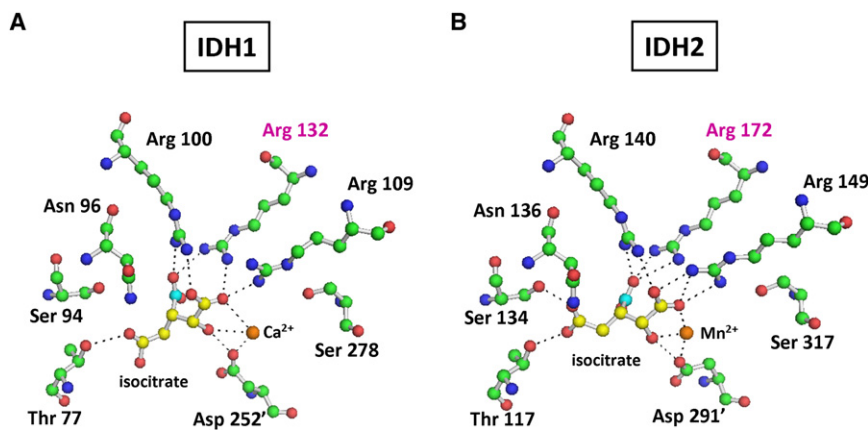 A
IDH1
Arg 100
Arg 132
Arg 109
Asn 96
Ser 94
Ca²⁺
Ser 278
isocitrate
Thr 77
Asp 252’
B
IDH2
Arg 140
Arg 172
Arg 149
Asn 136
Ser 134
Mn²⁺
Ser 317
isocitrate
Thr 117
Asp 291’